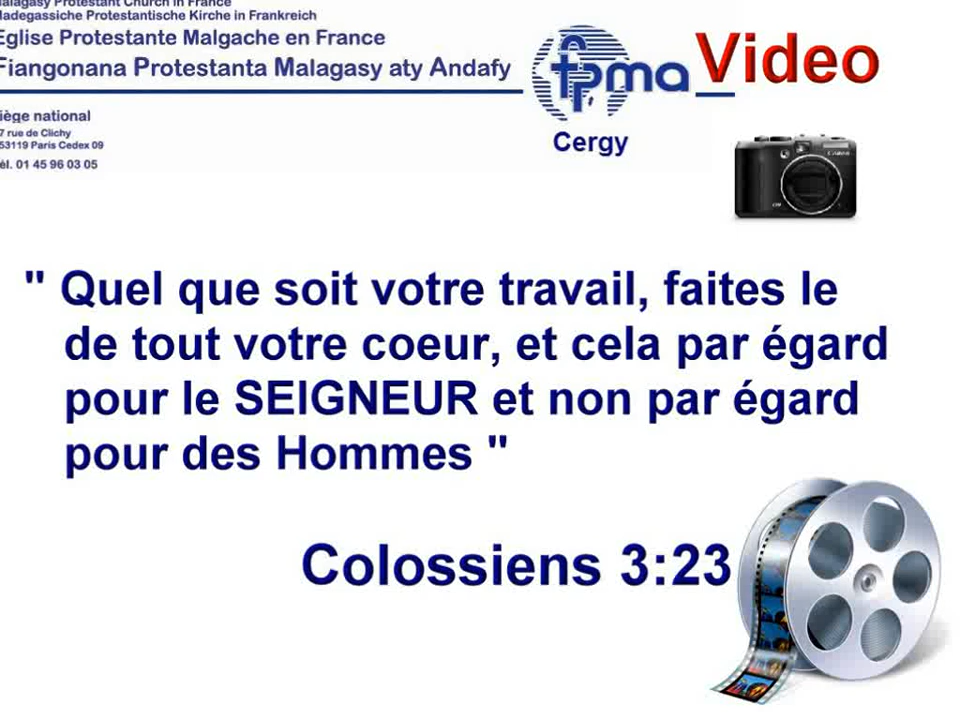 Malagasy Protestant Church in France
Madegassiche Protestantische Kirche in Frankreich
Eglise Protestante Malgache en France
Fiangonana Protestanta Malagasy aty Andafy
fpma
Video
Cergy
iège national
7 rue de Clichy
53119 Paris Cedex 09
él. 01 45 96 03 05
Canon
" Quel que soit votre travail, faites le
de tout votre coeur, et cela par égard
pour le SEIGNEUR et non par égard
pour des Hommes "
Colossiens 3:23